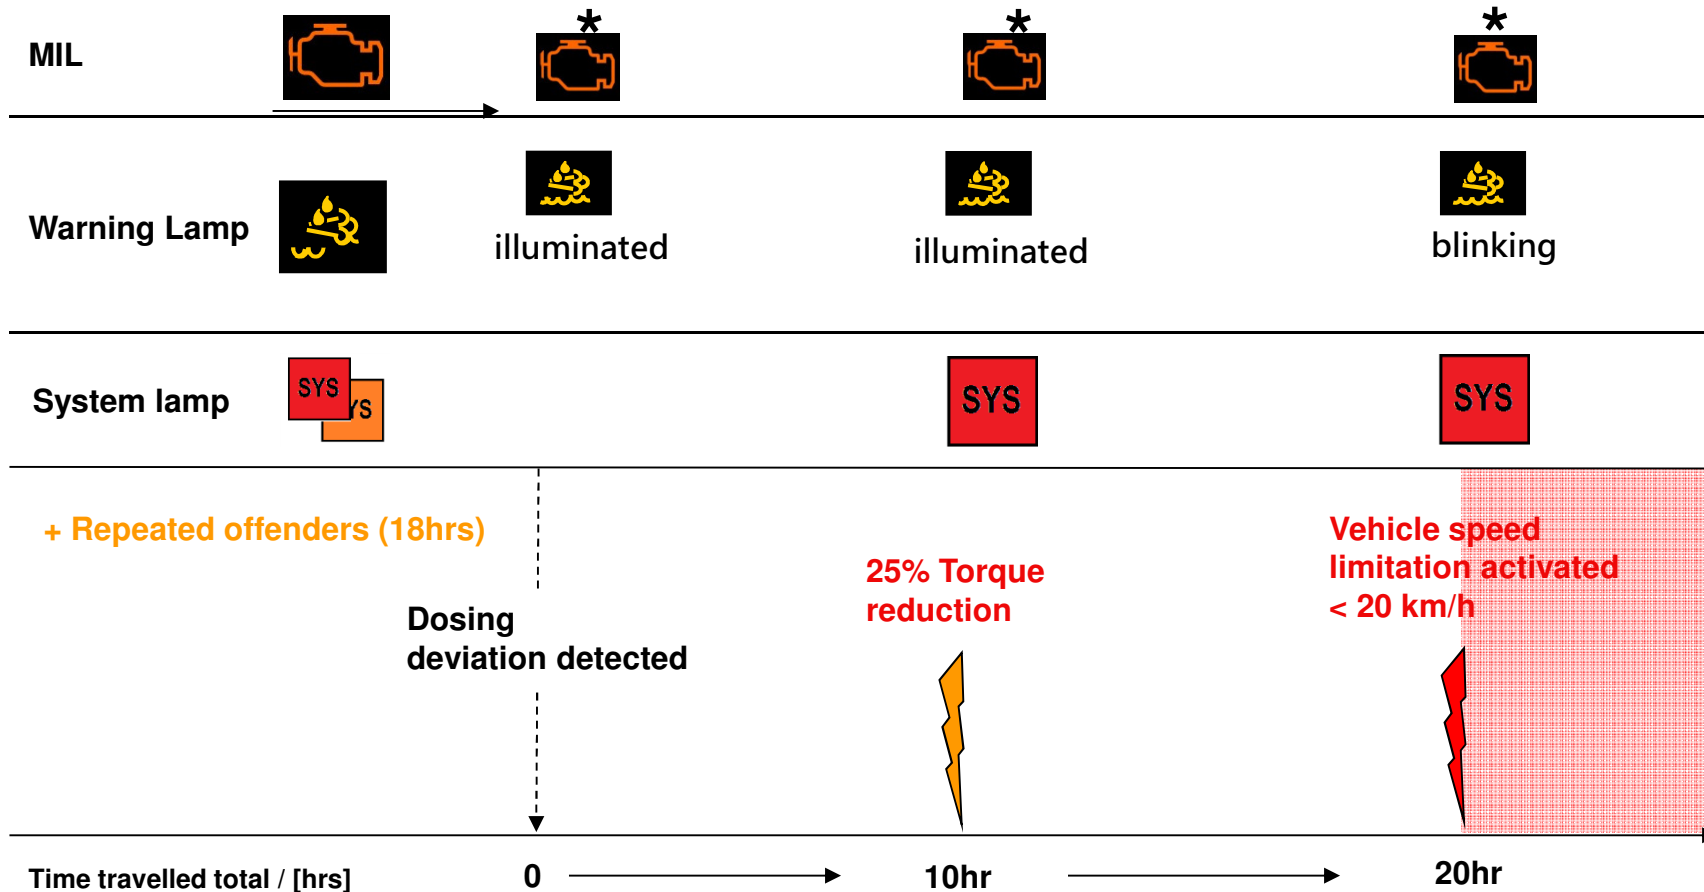 MIL
*
*
*
Warning Lamp
illuminated
illuminated
blinking
System lamp
SYS
YS
SYS
SYS
+ Repeated offenders (18hrs)
Dosing
deviation detected
25% Torque
reduction
Vehicle speed
limitation activated
< 20 km/h
Time travelled total / [hrs]
0
10hr
20hr